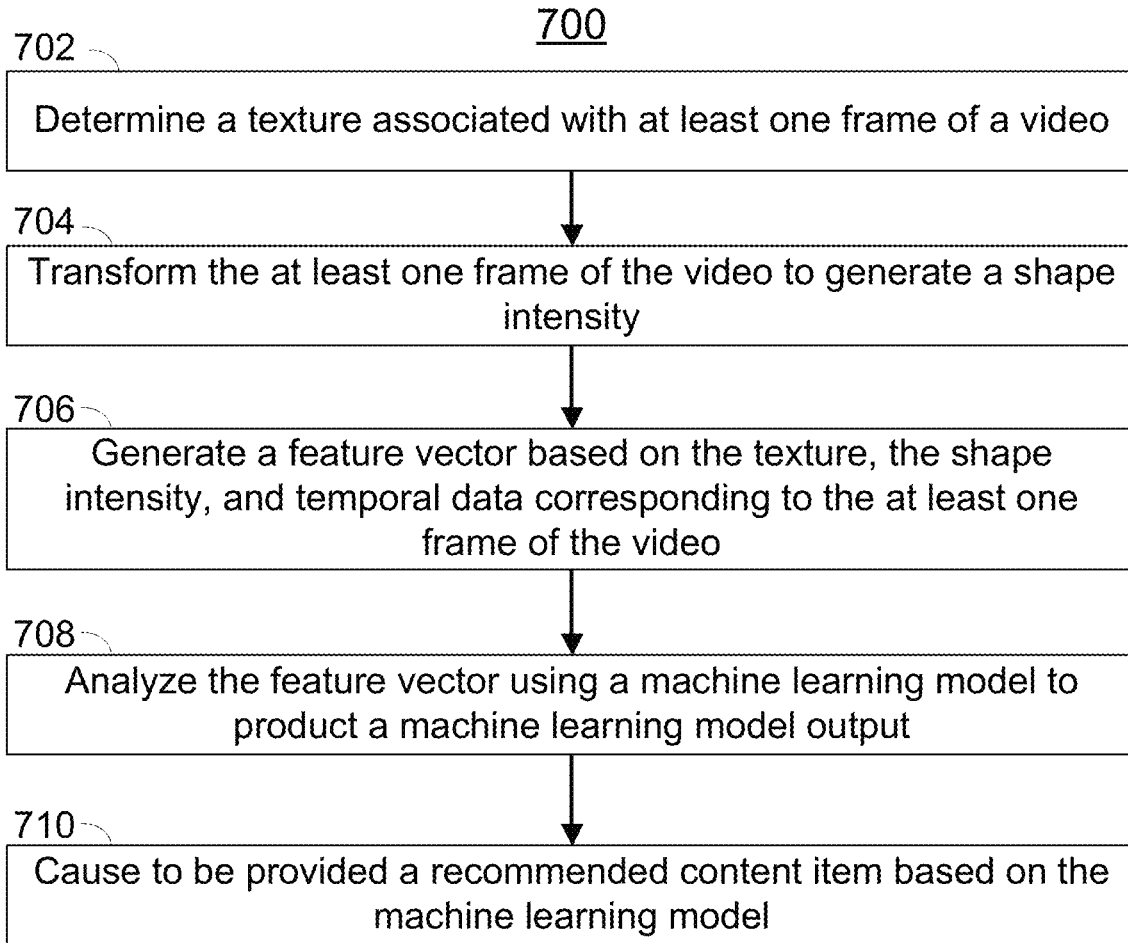 700
702
Determine a texture associated with at least one frame of a video
704
Transform the at least one frame of the video to generate a shape
intensity
706
Generate a feature vector based on the texture, the shape
intensity, and temporal data corresponding to the at least one
frame of the video
708
Analyze the feature vector using a machine learning model to
product a machine learning model output
710
Cause to be provided a recommended content item based on the
machine learning model